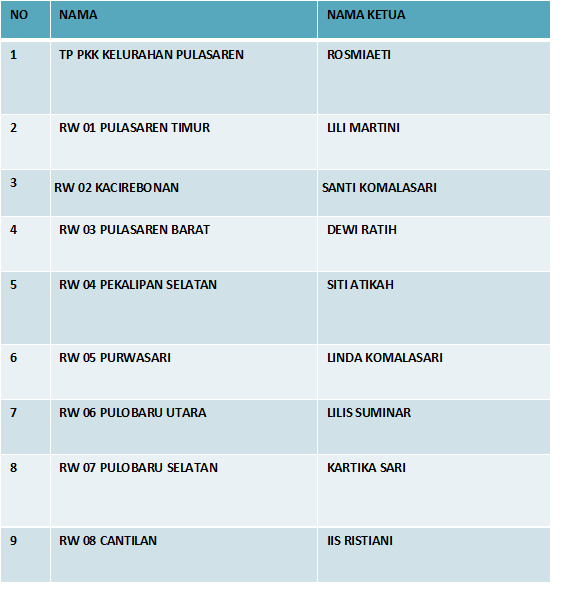 NO NAMA NAMA KETUA
1 TP PKK KELURAHAN PULASAREN ROSMIAETI
2 RW 01 PULASAREN TIMUR LILI MARTINI
3 RW 02 KACIREBONAN SANTI KOMALASARI
4 RW 03 PULASAREN BARAT DEWI RATIH
5 RW 04 PEKALIPAN SELATAN SITI ATIKAH
6 RW 05 PURWASARI LINDA KOMALASARI
7 RW 06 PULOBARU UTARA LILIS SUMINAR
8 RW 07 PULOBARU SELATAN KARTIKA SARI
9 RW 08 CANTILAN IIS RISTIANI